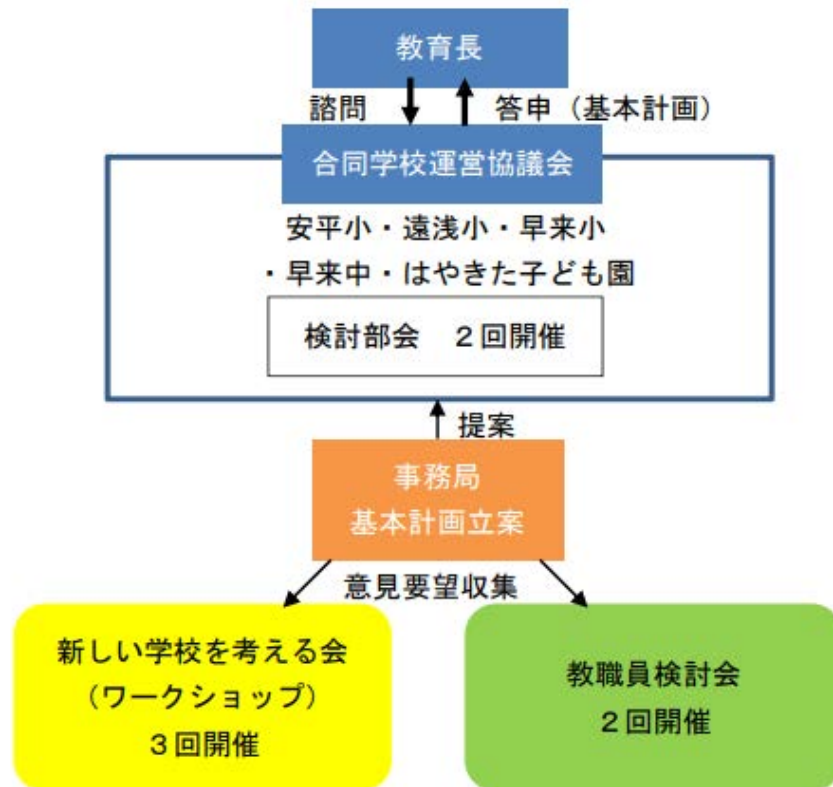 教育長
諮問
答申（基本計画）
合同学校運営協議会
安平小・遠浅小・早来小
・早来中・はやきた子ども園
検討部会　２回開催
提案
事務局
基本計画立案
意見要望収集
新しい学校を考える会
（ワークショップ）
３回開催
教職員検討会
２回開催